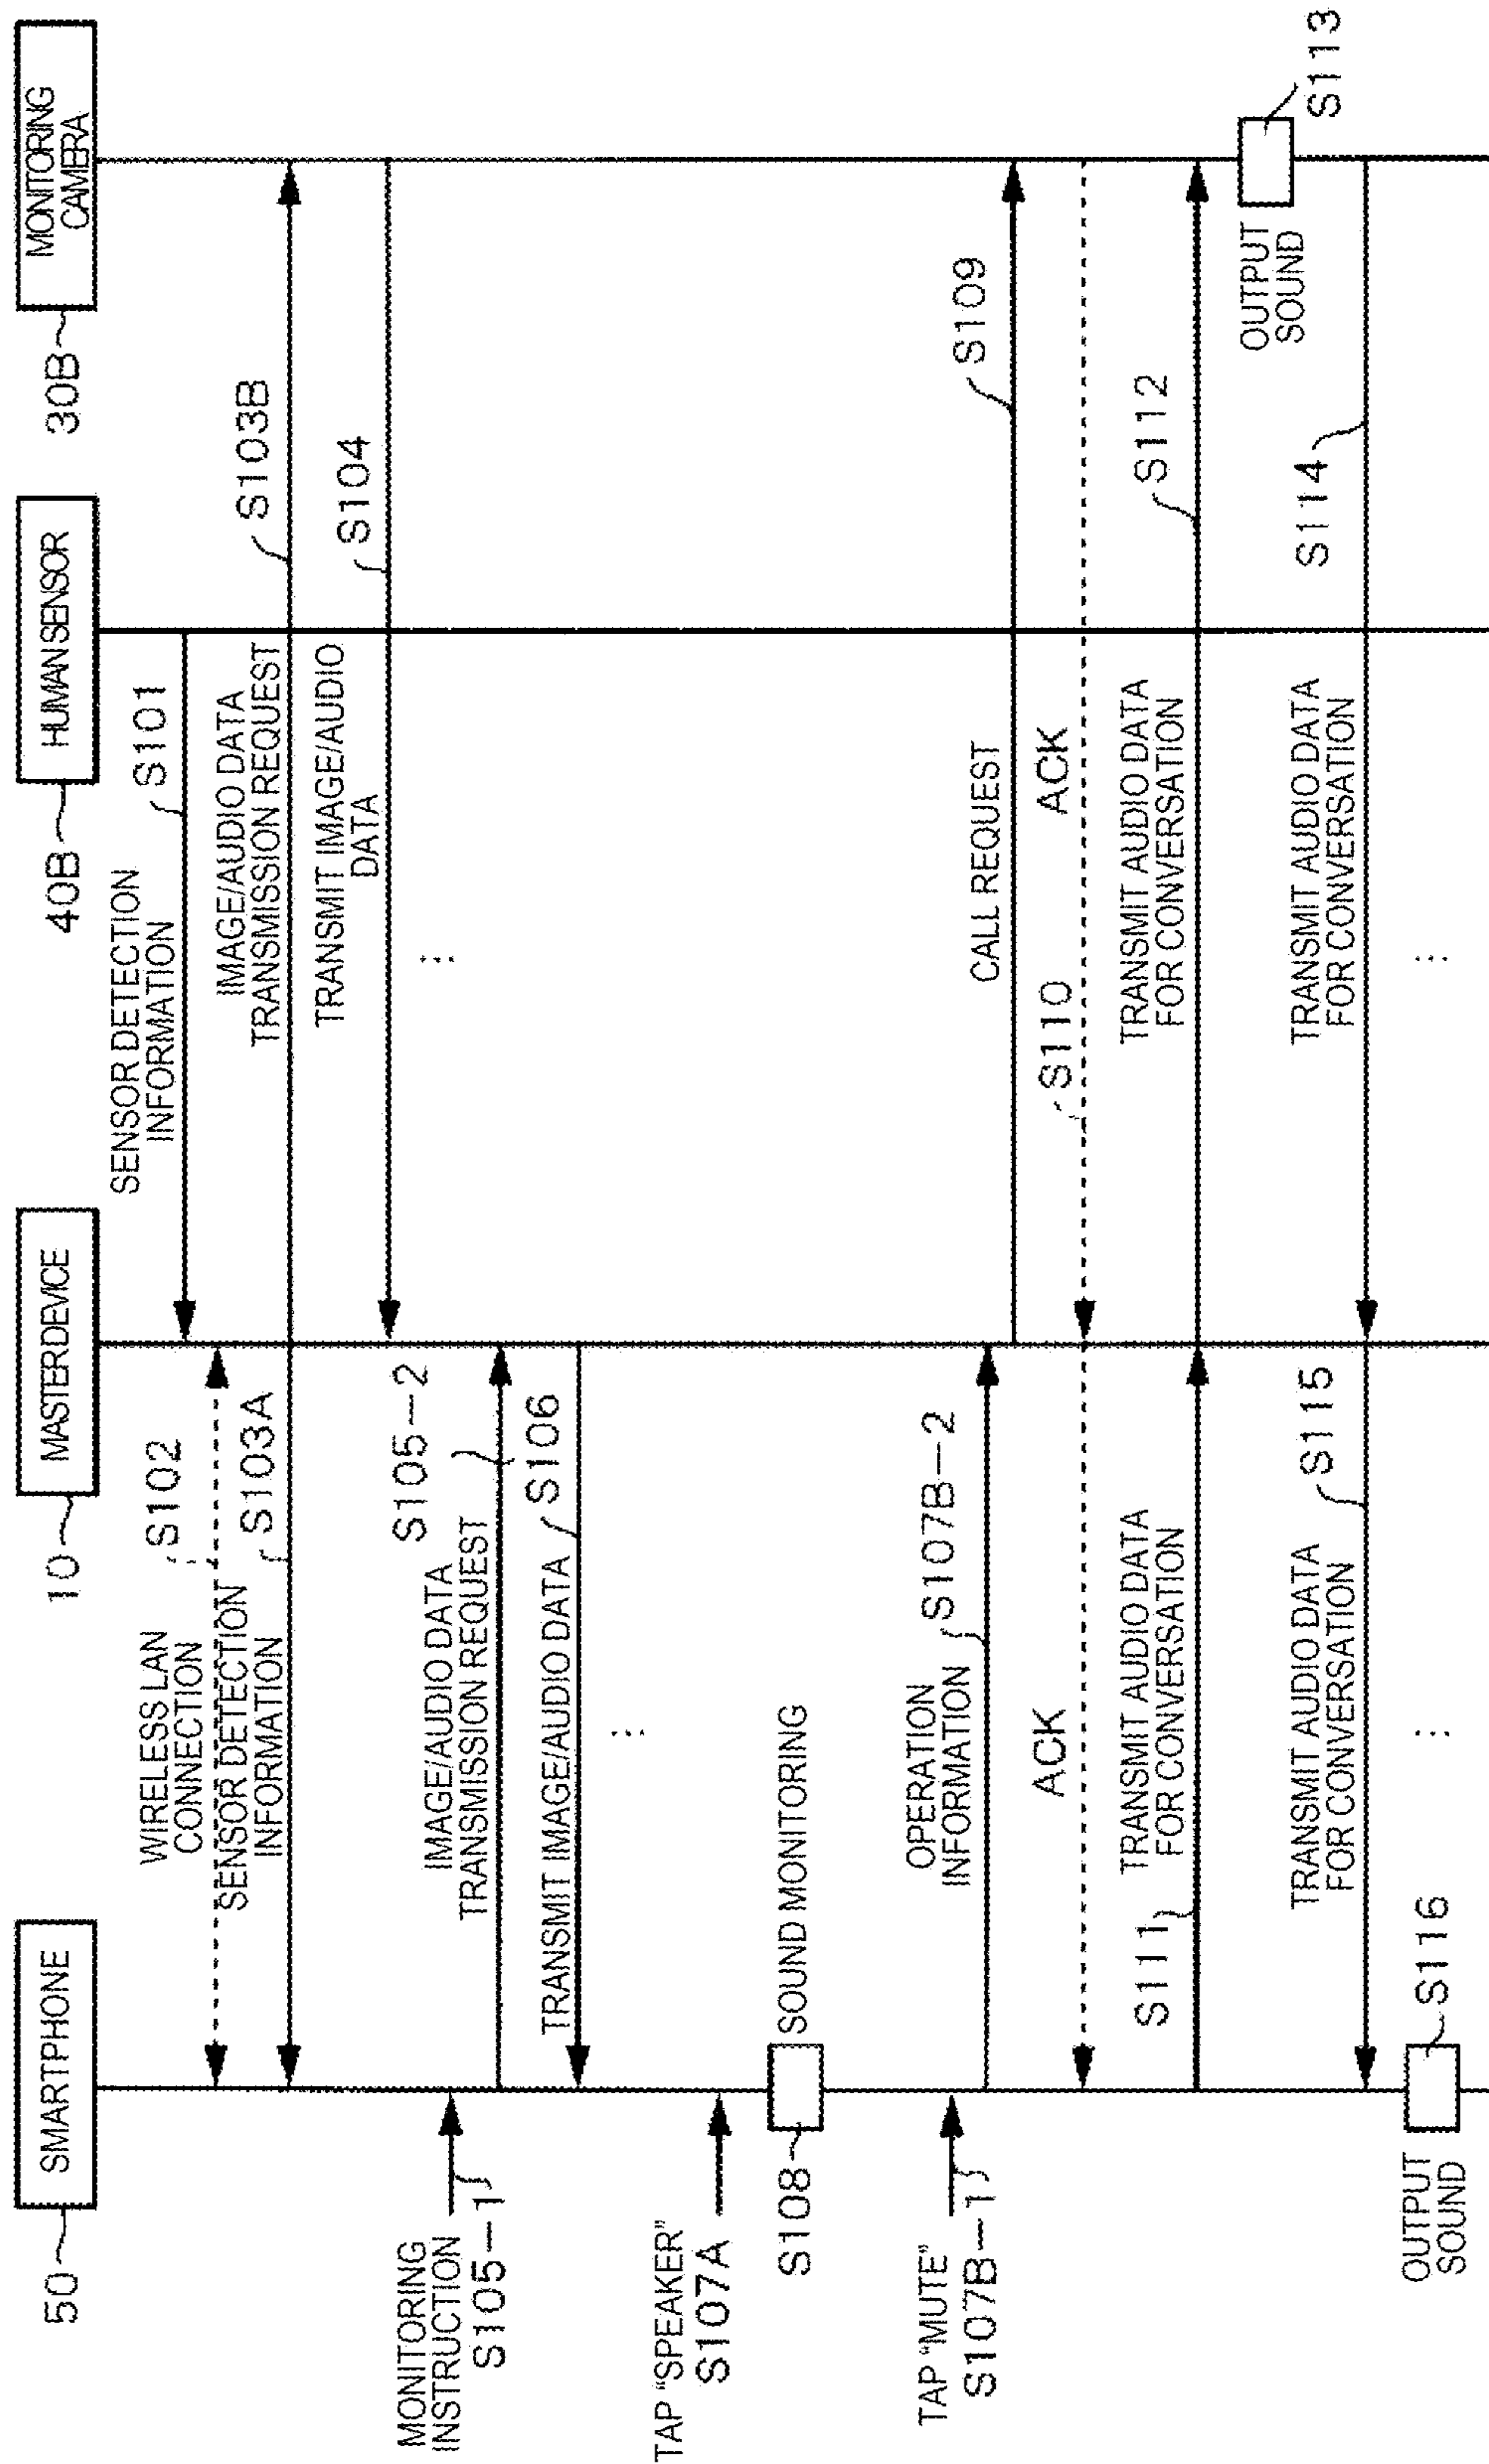 50
SMARTPHONE
10
MASTER DEVICE
40B
HUMAN SENSOR
30B
MONITORING
CAMERA
SENSOR DETECTION
INFORMATION
S101
WIRELESS LAN
CONNECTION
S102
SENSOR DETECTION
INFORMATION
S103A
IMAGE/AUDIO DATA
TRANSMISSION REQUEST
S103B
TRANSMIT IMAGE/AUDIO
DATA
S104
MONITORING
INSTRUCTION
S105-1
IMAGE/AUDIO DATA
TRANSMISSION REQUEST
S105-2
TRANSMIT IMAGE/AUDIO DATA
S106
TAP “SPEAKER”
S107A
S108
SOUND MONITORING
TAP “MUTE”
S107B-1
OPERATION
INFORMATION
S107B-2
CALL REQUEST
S109
ACK
S110
ACK
S111
TRANSMIT AUDIO DATA
FOR CONVERSATION
TRANSMIT AUDIO DATA
FOR CONVERSATION
S112
OUTPUT
SOUND
S113
TRANSMIT AUDIO DATA
FOR CONVERSATION
S114
TRANSMIT AUDIO DATA
FOR CONVERSATION
S115
OUTPUT
SOUND
S116